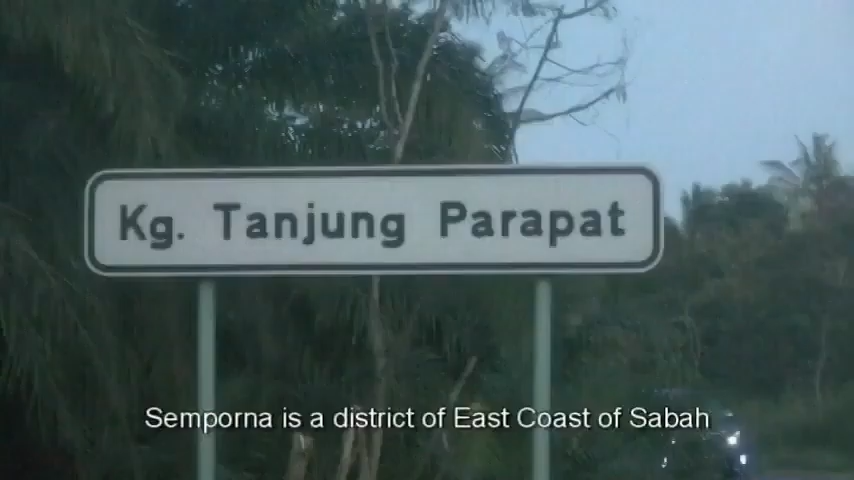 Kg. Tanjung Parapat
Semporna is a district of East Coast of Sabah